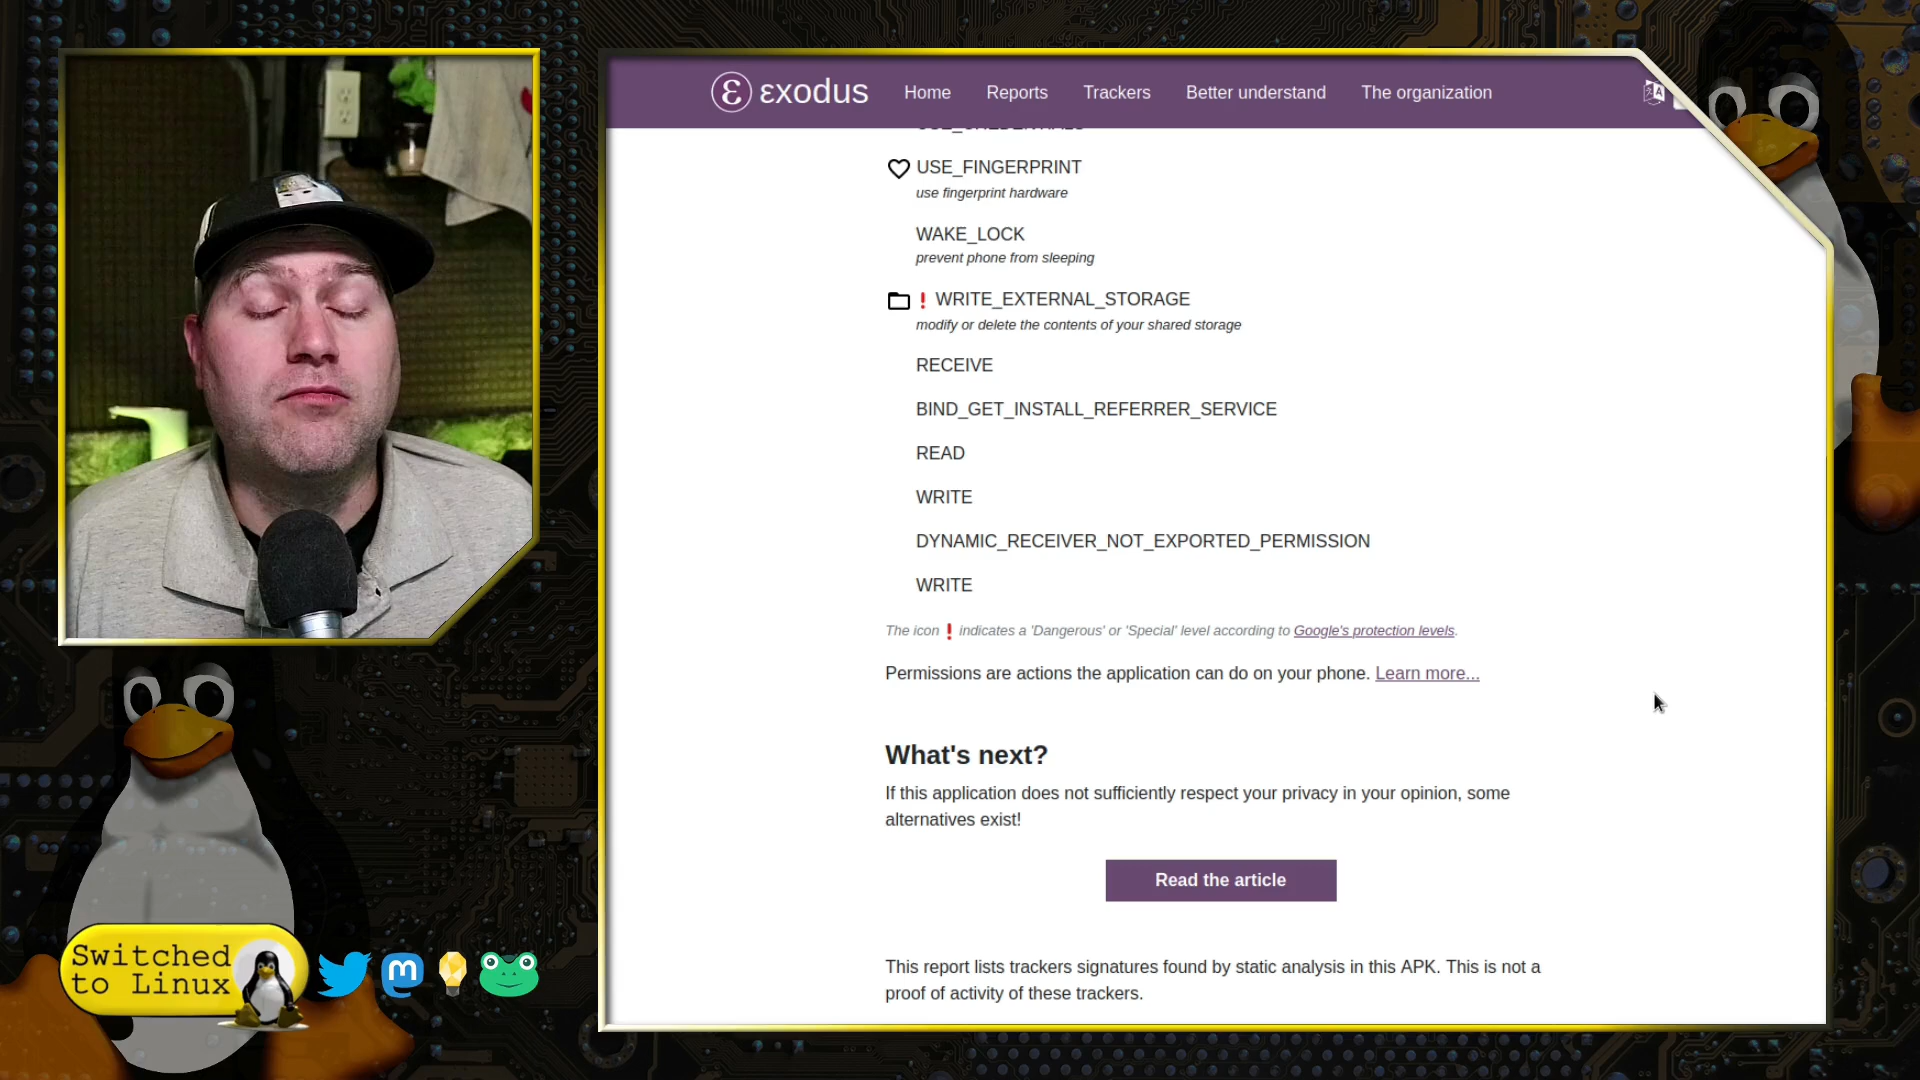 εxodus
Home
Reports
Trackers
Better understand
The organization
USE_CREDENTIALS
USE_FINGERPRINT
use fingerprint hardware
WAKE_LOCK
prevent phone from sleeping
! WRITE_EXTERNAL_STORAGE
modify or delete the contents of your shared storage
RECEIVE
BIND_GET_INSTALL_REFERRER_SERVICE
READ
WRITE
DYNAMIC_RECEIVER_NOT_EXPORTED_PERMISSION
WRITE
The icon ! indicates a 'Dangerous' or 'Special' level according to Google's protection levels.
Permissions are actions the application can do on your phone. Learn more...
What's next?
If this application does not sufficiently respect your privacy in your opinion, some
alternatives exist!
Read the article
This report lists trackers signatures found by static analysis in this APK. This is not a
proof of activity of these trackers.
Switched
to Linux